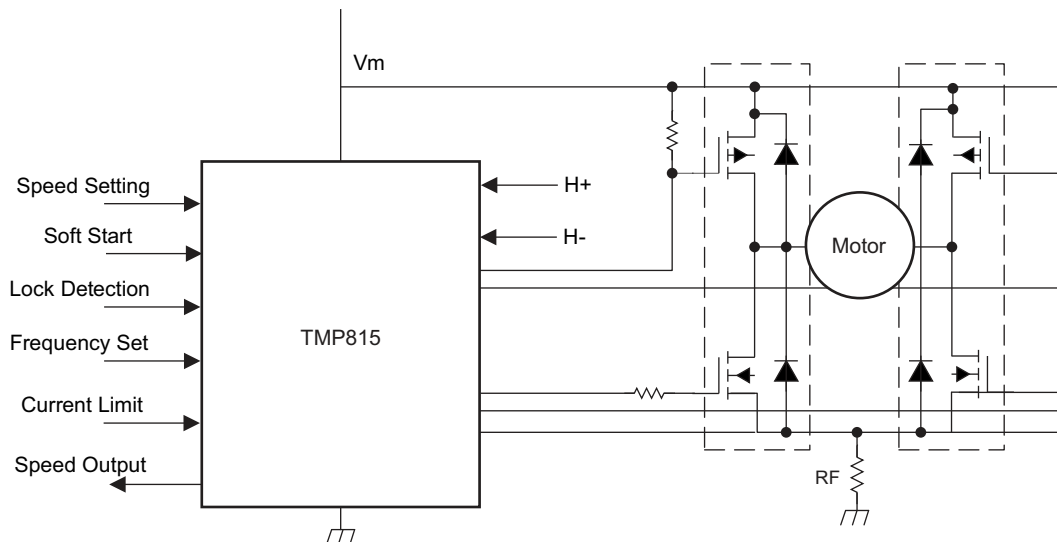 Vm
Speed Setting
Soft Start
Lock Detection
Frequency Set
Current Limit
Speed Output
TMP815
H+
H-
Motor
RF